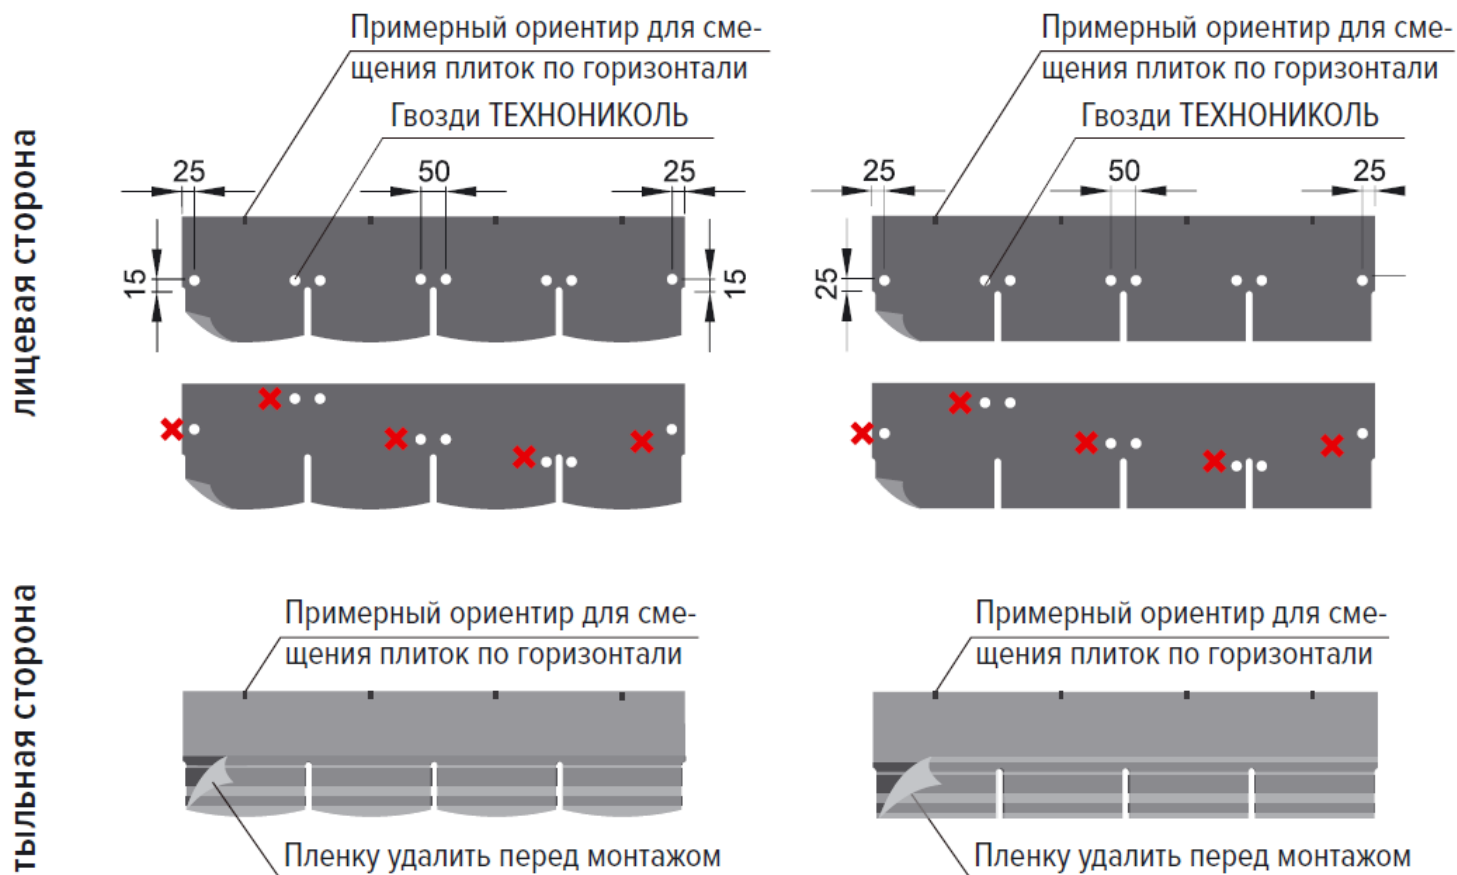 Примерный ориентир для сме-
щения плиток по горизонтали
Гвозди ТЕХНОНИКОЛЬ
25
50
25
15
15
Примерный ориентир для сме-
щения плиток по горизонтали
Гвозди ТЕХНОНИКОЛЬ
25
50
25
25
лицевая сторона
Примерный ориентир для сме-
щения плиток по горизонтали
Пленку удалить перед монтажом
Примерный ориентир для сме-
щения плиток по горизонтали
Пленку удалить перед монтажом
тыльная сторона